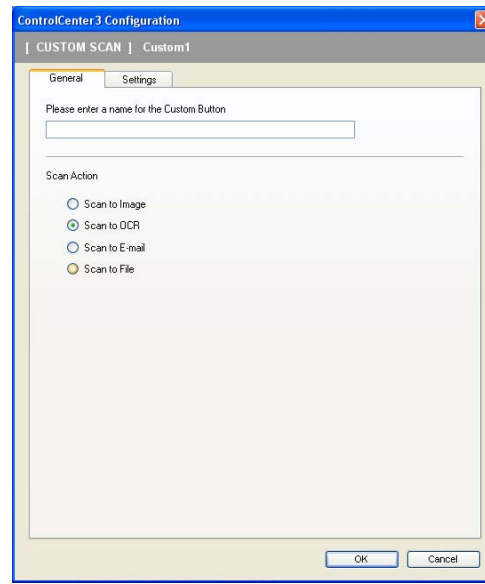 ControlCenter3 Configuration
[ CUSTOM SCAN ] Custom1
General Settings
Please enter a name for the Custom Button
Scan Action
Scan to Image
Scan to OCR
Scan to E-mail
Scan to File
OK Cancel